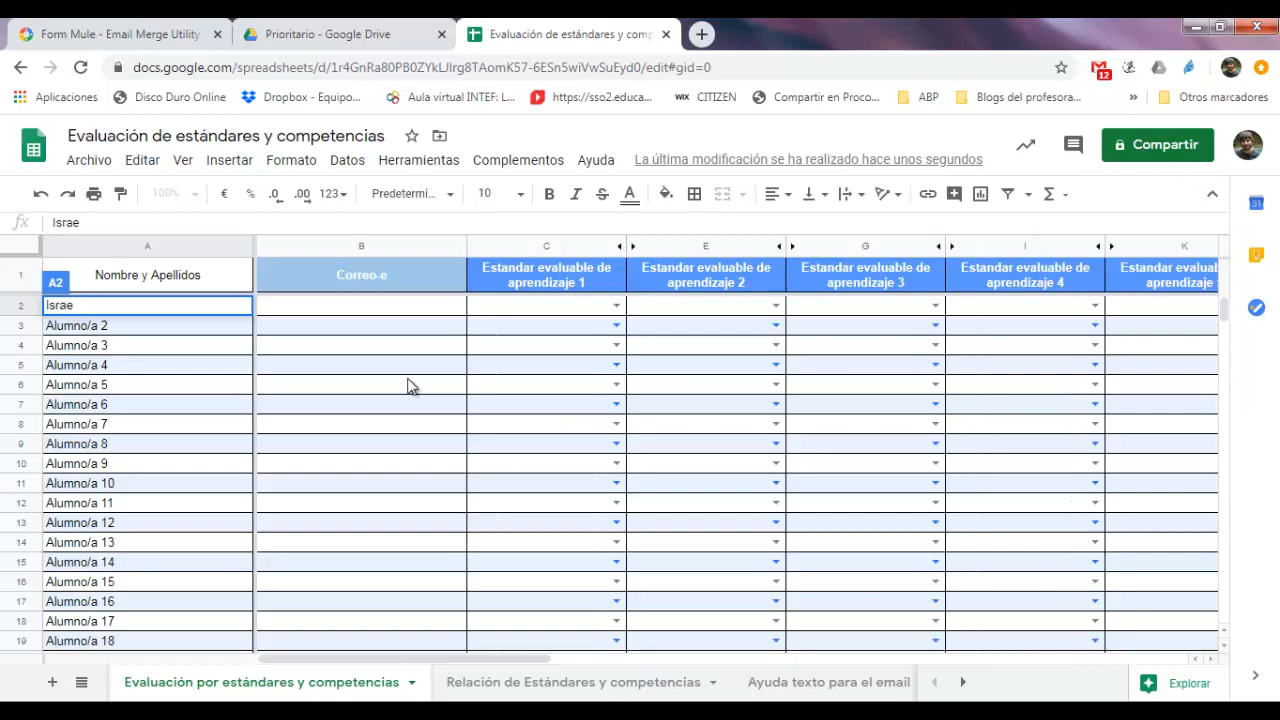 Form Mule - Email Merge Utility
Prioritario - Google Drive
Evaluación de estándares y comp
docs.google.com/spreadsheets/d/1r4GnRa80PB0ZYkLJlrg8TAomK57-6ESn5wiVwSuEyd0/edit#gid=0
12
Aplicaciones
Disco Duro Online
Dropbox - Equipo...
Aula virtual INTEF: L...
https://sso2.educa...
WIX CITIZEN
Compartir en Proco...
ABP
Blogs del profesora...
»
Otros marcadores
Evaluación de estándares y competencias
Archivo Editar Ver Insertar Formato Datos Herramientas Complementos Ayuda La última modificación se ha realizado hace unos segundos
Compartir
100% € % .0 .00 123 Predetermi... 10 B I S A Σ
31
fx Israe
A B C E G I K
1 A2 Nombre y Apellidos
Correo-e
Estandar evaluable de
aprendizaje 1
Estandar evaluable de
aprendizaje 2
Estandar evaluable de
aprendizaje 3
Estandar evaluable de
aprendizaje 4
Estandar evalua
aprendizaje
2 Israe
3 Alumno/a 2
4 Alumno/a 3
5 Alumno/a 4
6 Alumno/a 5
7 Alumno/a 6
8 Alumno/a 7
9 Alumno/a 8
10 Alumno/a 9
11 Alumno/a 10
12 Alumno/a 11
13 Alumno/a 12
14 Alumno/a 13
15 Alumno/a 14
16 Alumno/a 15
17 Alumno/a 16
18 Alumno/a 17
19 Alumno/a 18
+ Evaluación por estándares y competencias
Relación de Estándares y competencias
Ayuda texto para el email
Explorar